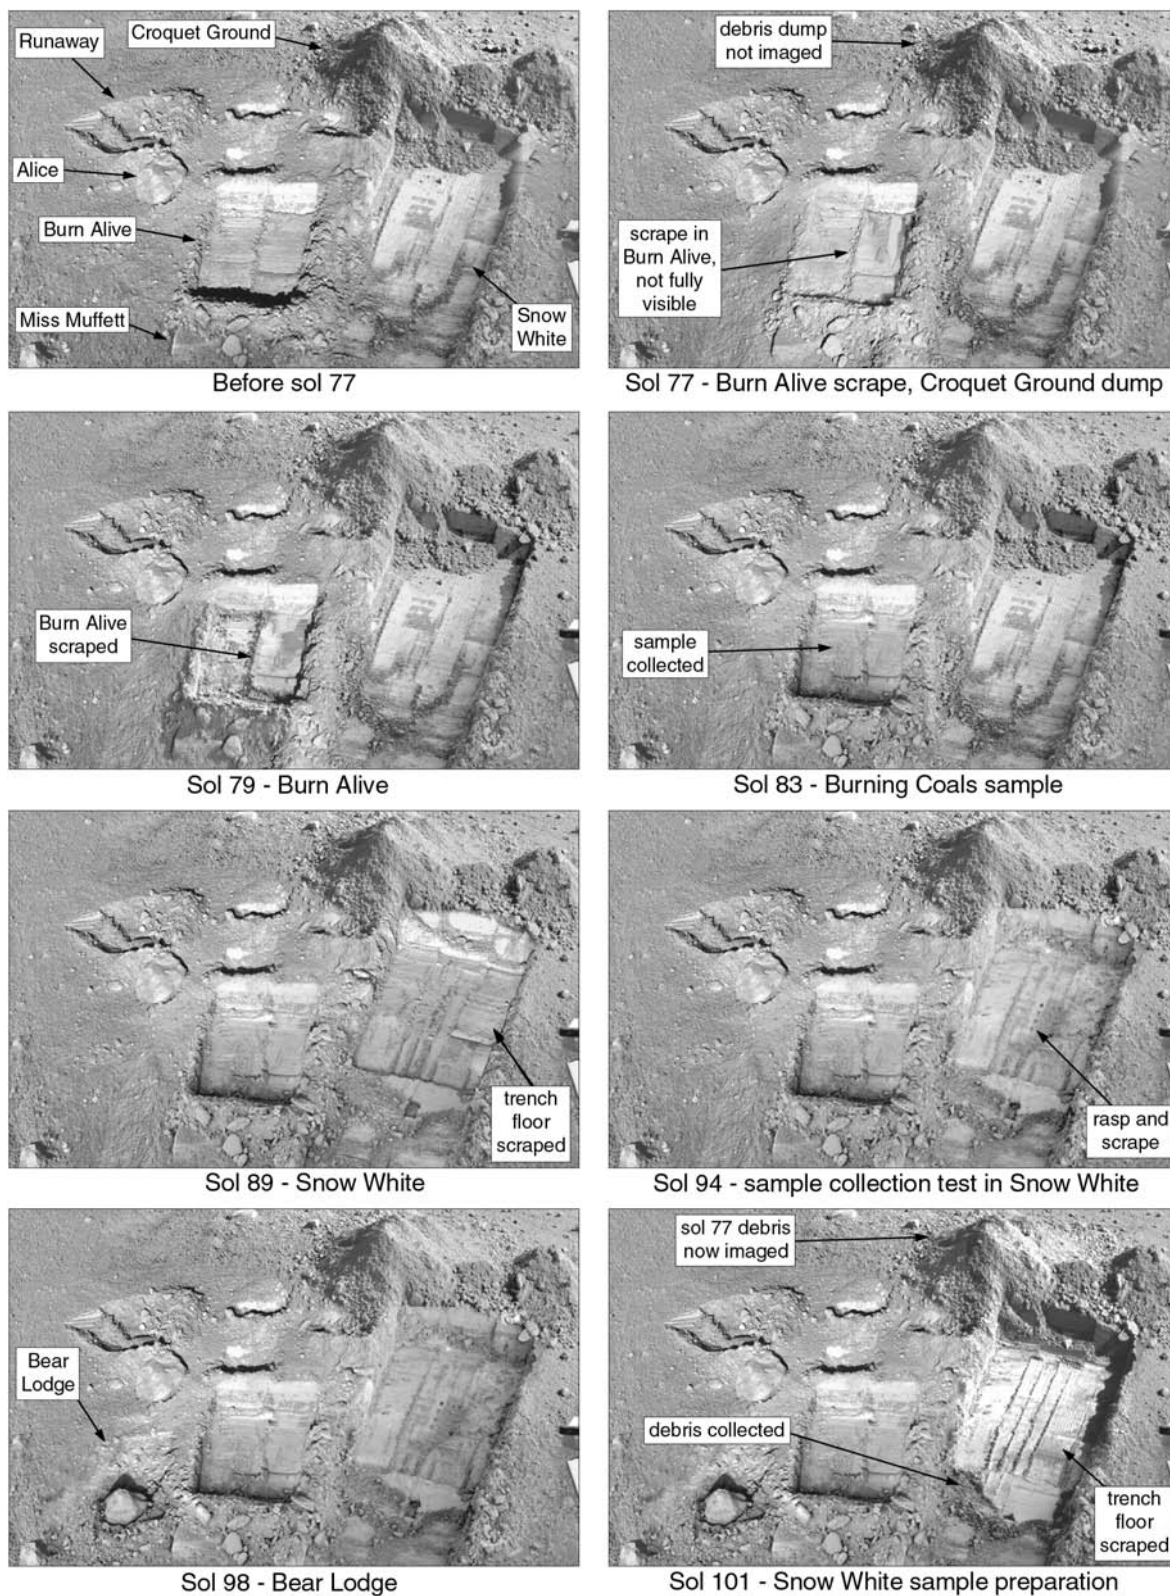 Croquet Ground
Runaway
Alice
Burn Alive
Miss Muffett
Snow
White
Before sol 77
debris dump
not imaged
scrape in
Burn Alive,
not fully
visible
Sol 77 - Burn Alive scrape, Croquet Ground dump
Burn Alive
scraped
Sol 79 - Burn Alive
sample
collected
Sol 83 - Burning Coals sample
trench
floor
scraped
Sol 89 - Snow White
rasp and
scrape
Sol 94 - sample collection test in Snow White
Bear
Lodge
Sol 98 - Bear Lodge
sol 77 debris
now imaged
debris collected
trench
floor
scraped
Sol 101 - Snow White sample preparation